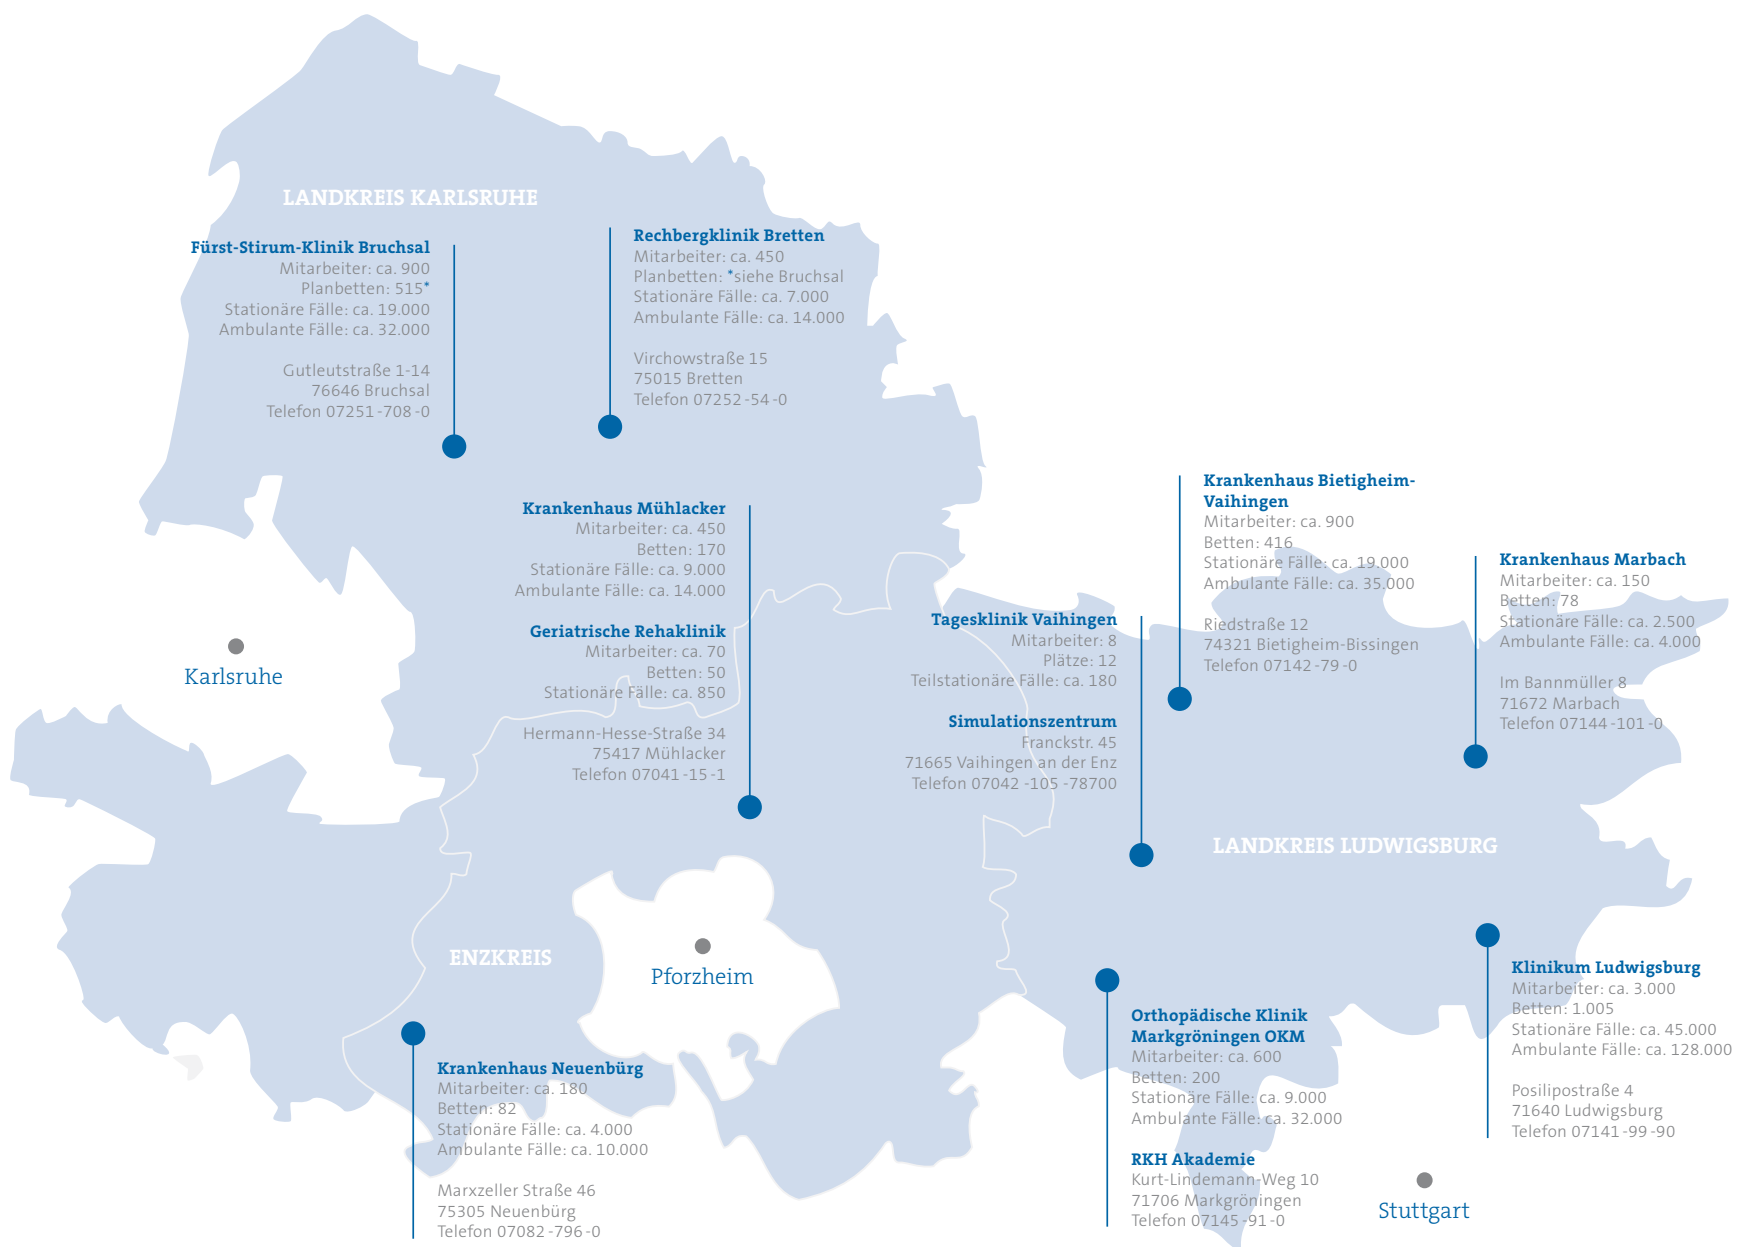 LANDKREIS KARLSRUHE
Fürst-Stirum-Klinik Bruchsal
Mitarbeiter: ca. 900
Planbetten: 515*
Stationäre Fälle: ca. 19.000
Ambulante Fälle: ca. 32.000
Gutleutstraße 1-14
76646 Bruchsal
Telefon 07251-708-0
Rechbergklinik Bretten
Mitarbeiter: ca. 450
Planbetten: *siehe Bruchsal
Stationäre Fälle: ca. 7.000
Ambulante Fälle: ca. 14.000
Virchowstraße 15
75015 Bretten
Telefon 07252-54-0
Krankenhaus Mühlacker
Mitarbeiter: ca. 450
Betten: 170
Stationäre Fälle: ca. 9.000
Ambulante Fälle: ca. 14.000
Geriatrische Rehaklinik
Mitarbeiter: ca. 70
Betten: 50
Stationäre Fälle: ca. 850
Hermann-Hesse-Straße 34
75417 Mühlacker
Telefon 07041-15-1
Krankenhaus Bietigheim-
Vaihingen
Mitarbeiter: ca. 900
Betten: 416
Stationäre Fälle: ca. 19.000
Ambulante Fälle: ca. 35.000
Riedstraße 12
74321 Bietigheim-Bissingen
Telefon 07142-79-0
Krankenhaus Marbach
Mitarbeiter: ca. 150
Betten: 78
Stationäre Fälle: ca. 2.500
Ambulante Fälle: ca. 4.000
Im Bannmüller 8
71672 Marbach
Telefon 07144-101-0
Tagesklinik Vaihingen
Mitarbeiter: 8
Plätze: 12
Teilstationäre Fälle: ca. 180
Simulationszentrum
Franckstr. 45
71665 Vaihingen an der Enz
Telefon 07042-105-78700
Karlsruhe
LANDKREIS LUDWIGSBURG
ENZKREIS
Pforzheim
Krankenhaus Neuenbürg
Mitarbeiter: ca. 180
Betten: 82
Stationäre Fälle: ca. 4.000
Ambulante Fälle: ca. 10.000
Marxzeller Straße 46
75305 Neuenbürg
Telefon 07082-796-0
Orthopädische Klinik
Markgröningen OKM
Mitarbeiter: ca. 600
Betten: 200
Stationäre Fälle: ca. 9.000
Ambulante Fälle: ca. 32.000
RKH Akademie
Kurt-Lindemann-Weg 10
71706 Markgröningen
Telefon 07145-91-0
Klinikum Ludwigsburg
Mitarbeiter: ca. 3.000
Betten: 1.005
Stationäre Fälle: ca. 45.000
Ambulante Fälle: ca. 128.000
Posilipostraße 4
71640 Ludwigsburg
Telefon 07141-99-90
Stuttgart